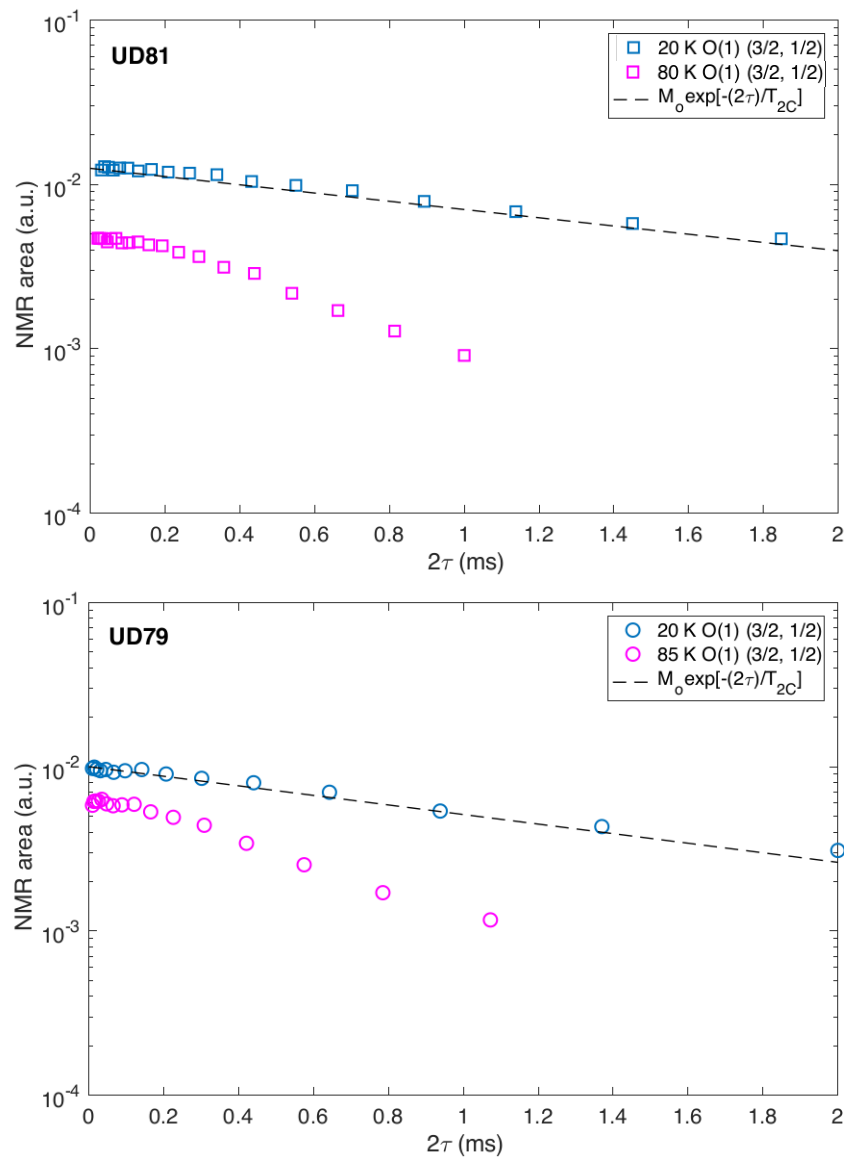 UD81
20 K O(1) (3/2, 1/2)
80 K O(1) (3/2, 1/2)
M_o exp[-(2τ)/T_2C]
NMR area (a.u.)
10^-1
10^-2
10^-3
10^-4
0 0.2 0.4 0.6 0.8 1 1.2 1.4 1.6 1.8 2
2τ (ms)
UD79
20 K O(1) (3/2, 1/2)
85 K O(1) (3/2, 1/2)
M_o exp[-(2τ)/T_2C]
NMR area (a.u.)
10^-1
10^-2
10^-3
10^-4
0 0.2 0.4 0.6 0.8 1 1.2 1.4 1.6 1.8 2
2τ (ms)